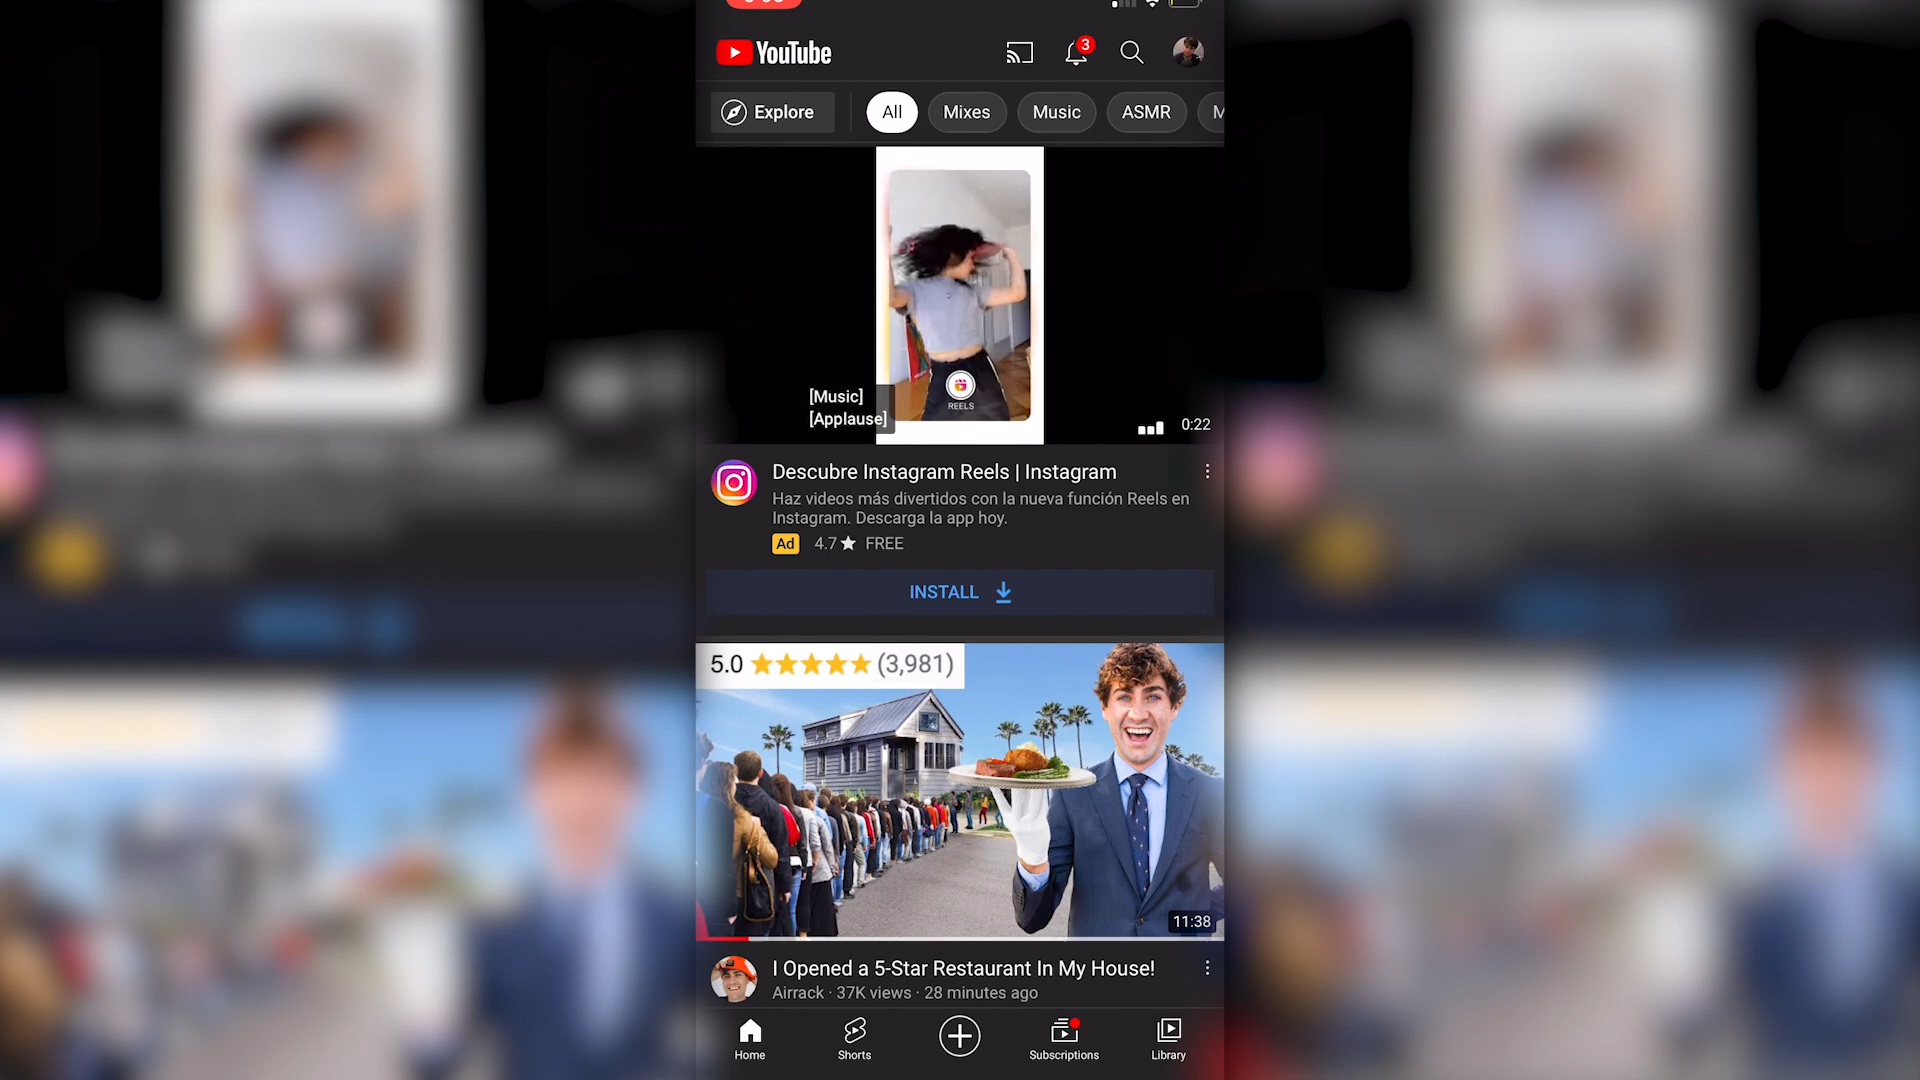 YouTube
3
Explore
All
Mixes
Music
ASMR
M
[Music]
[Applause]
REELS
0:22
Descubre Instagram Reels | Instagram
Haz videos más divertidos con la nueva función Reels en
Instagram. Descarga la app hoy.
Ad 4.7★ FREE
INSTALL
5.0 ★★★★★ (3,981)
11:38
I Opened a 5-Star Restaurant In My House!
Airrack · 37K views · 28 minutes ago
Home
Shorts
Subscriptions
Library